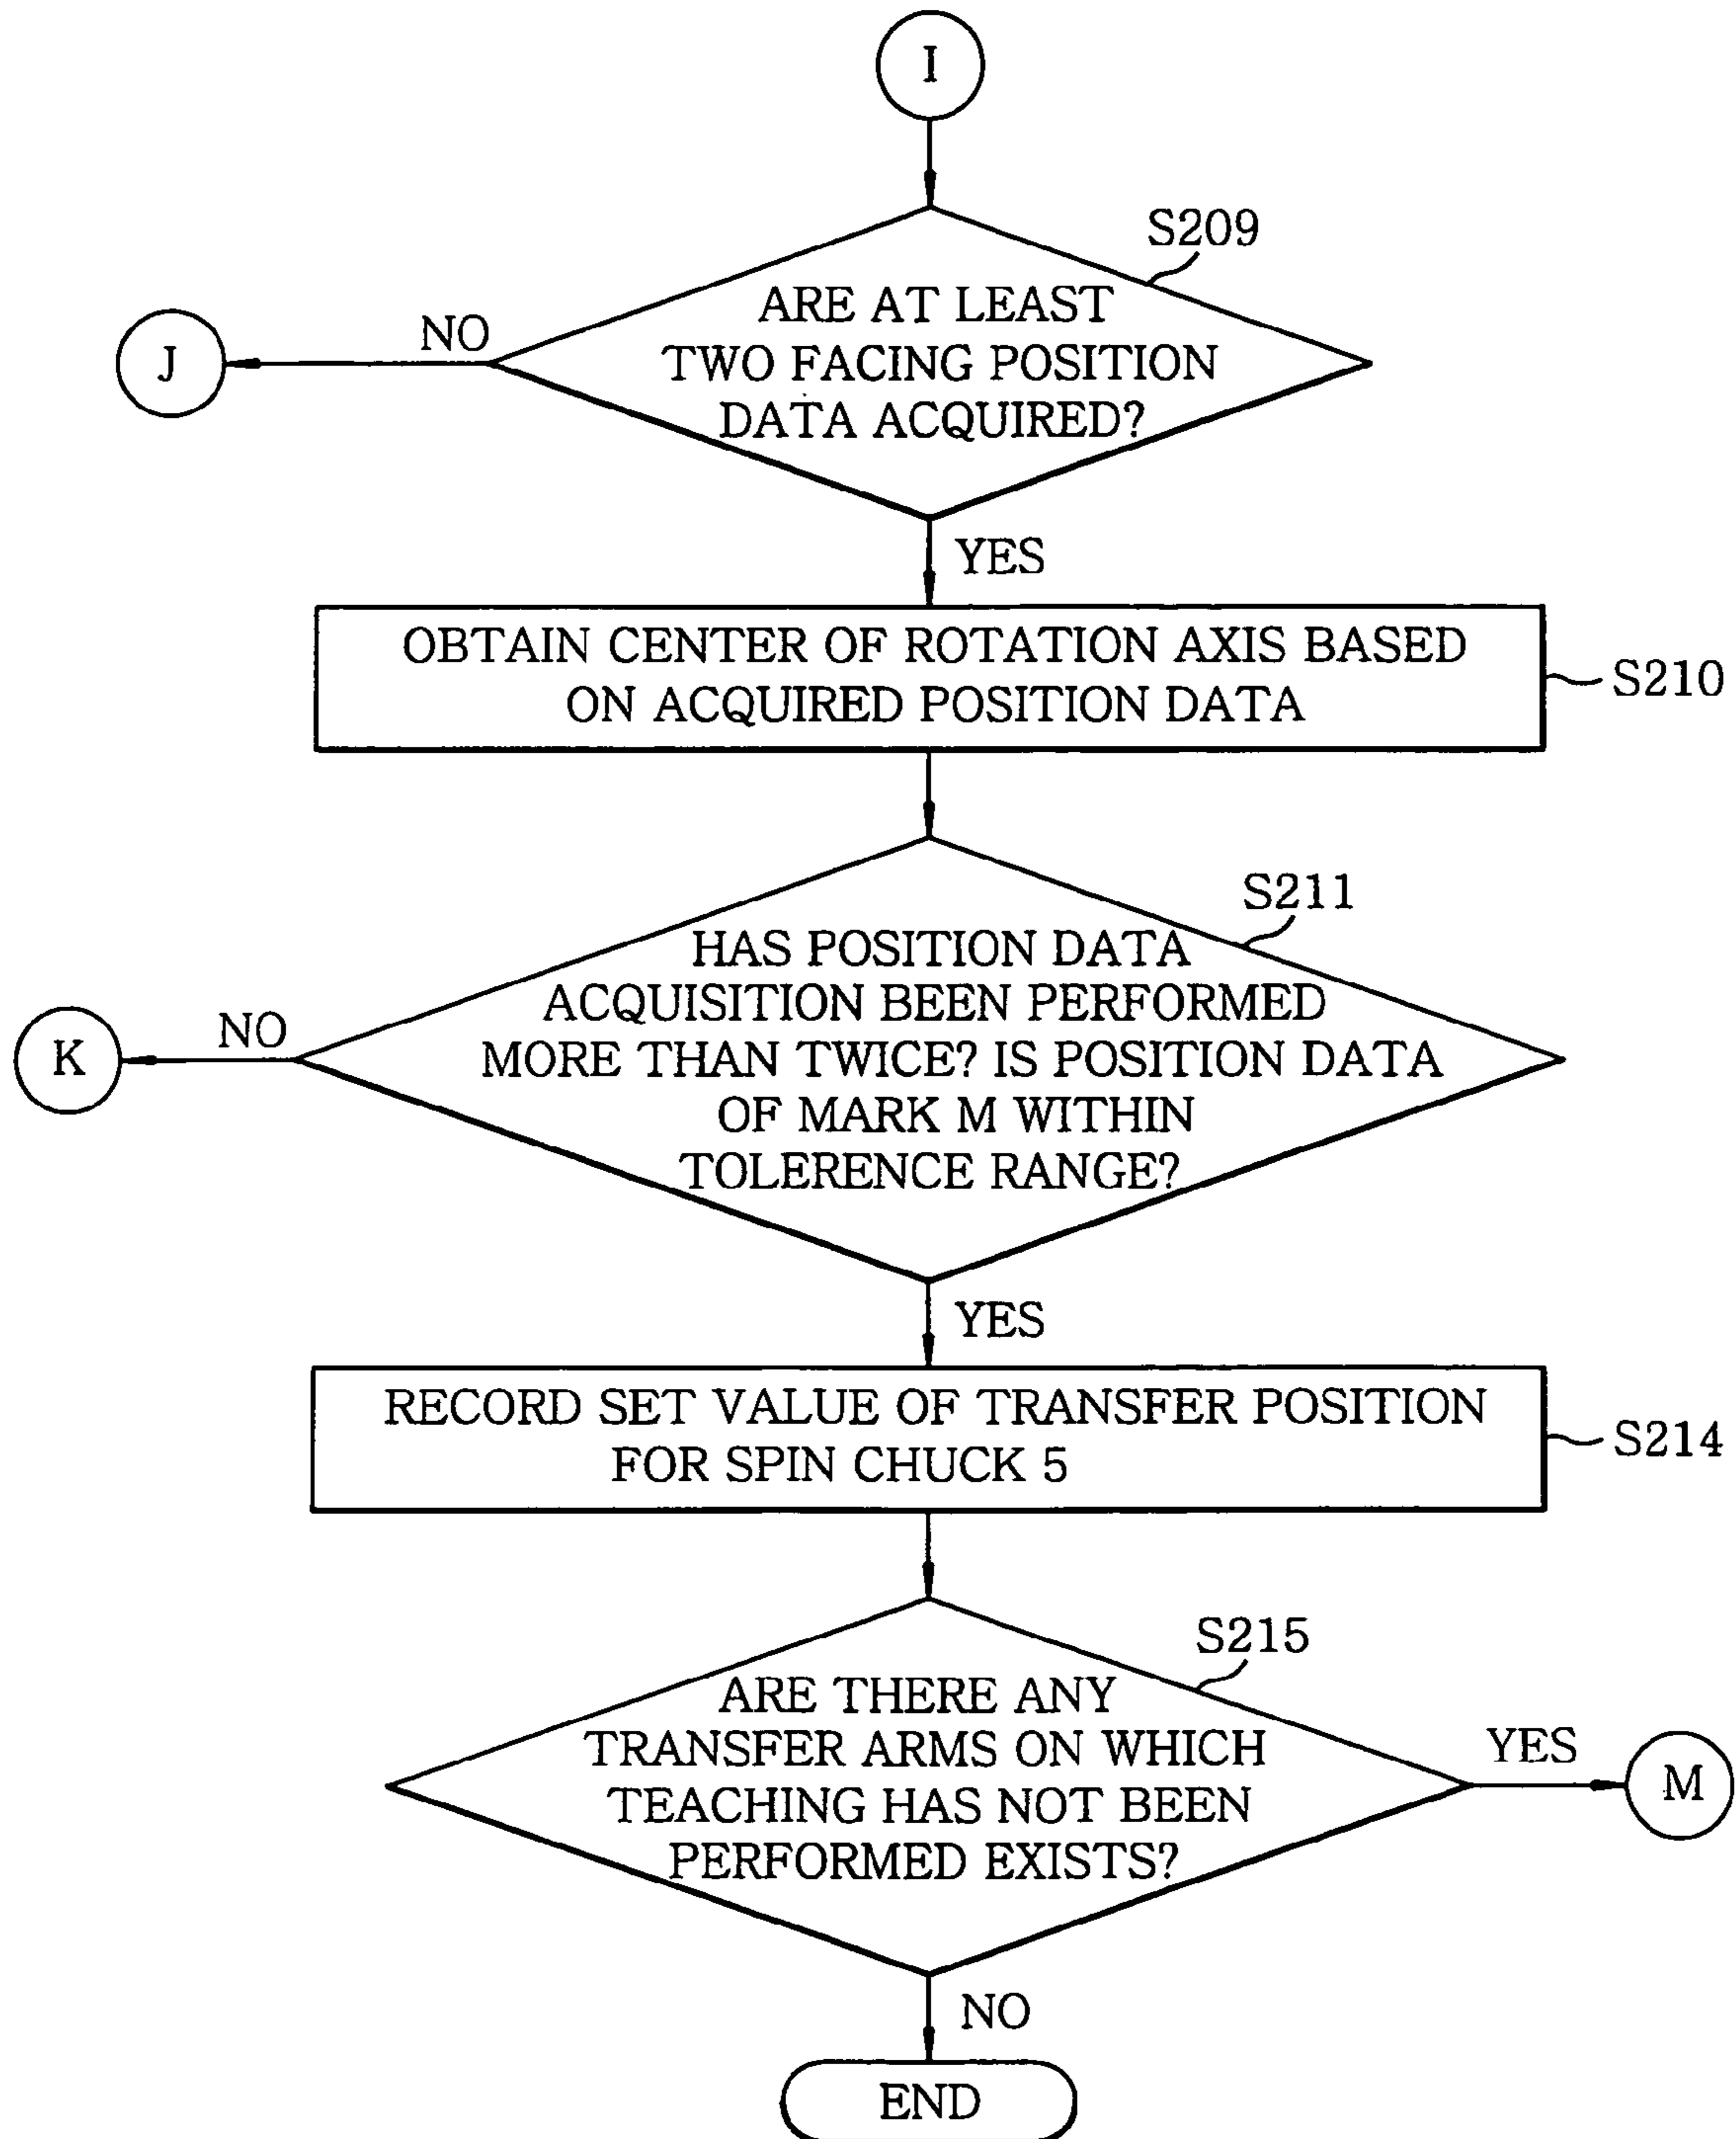 I
S209
ARE AT LEAST
TWO FACING POSITION
DATA ACQUIRED?
NO
J
YES
OBTAIN CENTER OF ROTATION AXIS BASED
ON ACQUIRED POSITION DATA
S210
S211
HAS POSITION DATA
ACQUISITION BEEN PERFORMED
MORE THAN TWICE? IS POSITION DATA
OF MARK M WITHIN
TOLERENCE RANGE?
NO
K
YES
RECORD SET VALUE OF TRANSFER POSITION
FOR SPIN CHUCK 5
S214
S215
ARE THERE ANY
TRANSFER ARMS ON WHICH
TEACHING HAS NOT BEEN
PERFORMED EXISTS?
YES
M
NO
END